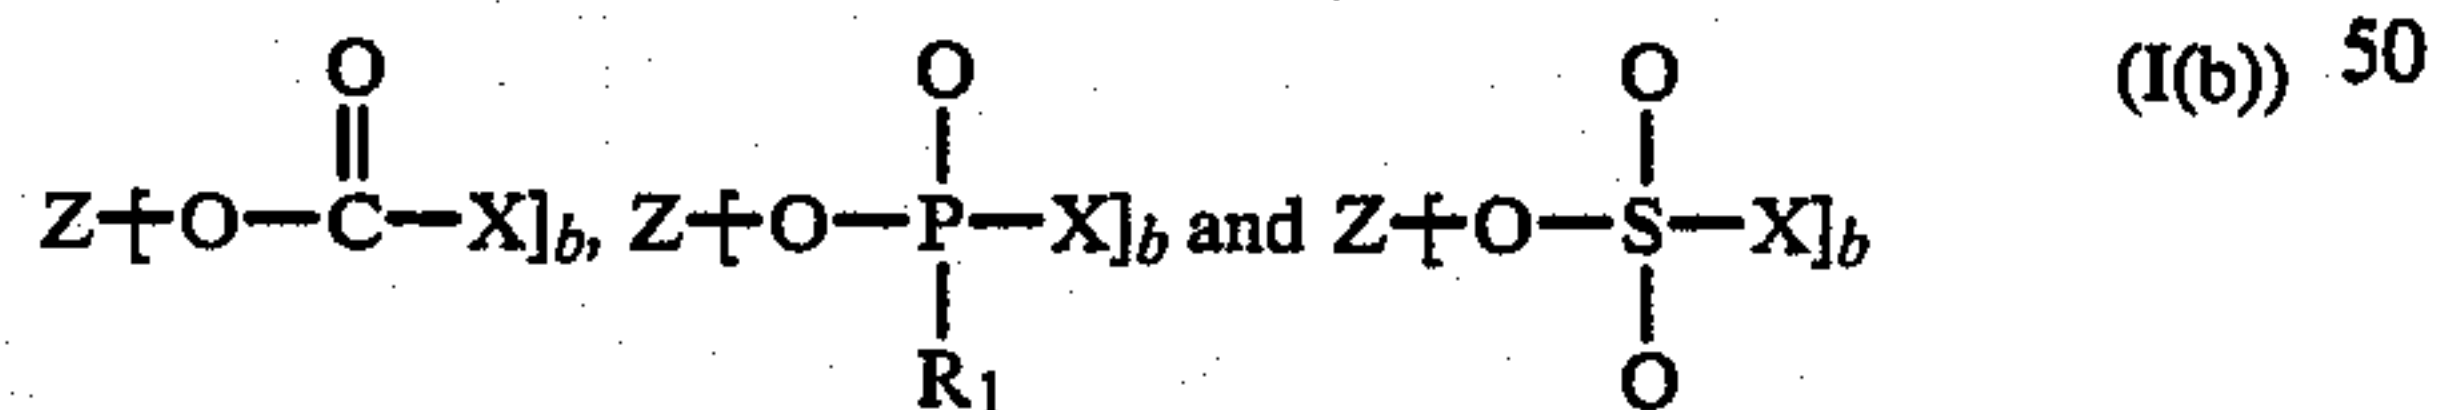 O O O (I(b)) 50
Z-[-O-C-X]b, Z-[-O-P-X]b and Z-[-O-S-X]b
R1 O